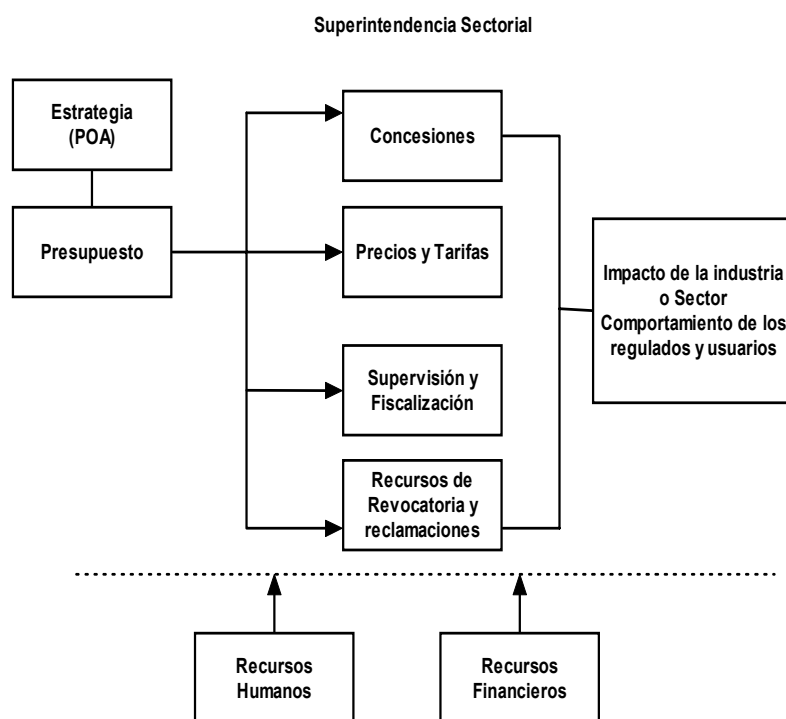 Superintendencia Sectorial
Estrategia
(POA)
Presupuesto
Concesiones
Precios y Tarifas
Supervisión y
Fiscalización
Recursos de
Revocatoria y
reclamaciones
Impacto de la industria
o Sector
Comportamiento de los
regulados y usuarios
Recursos
Humanos
Recursos
Financieros